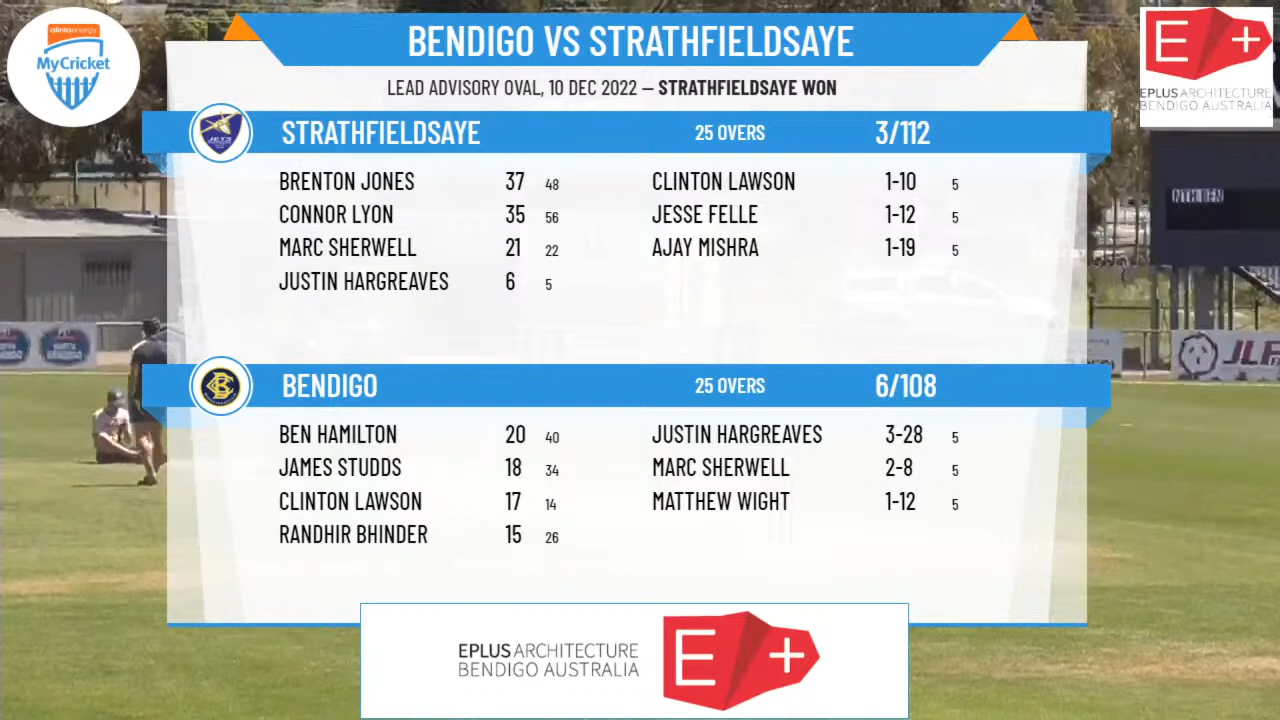 alintaenergy
MyCricket
BENDIGO VS STRATHFIELDSAYE
E +
EPLUS ARCHITECTURE
BENDIGO AUSTRALIA
LEAD ADVISORY OVAL, 10 DEC 2022 – STRATHFIELDSAYE WON
JETS
STRATHFIELDSAYE 25 OVERS 3/112
BRENTON JONES 37 48 CLINTON LAWSON 1-10 5
CONNOR LYON 35 56 JESSE FELLE 1-12 5
MARC SHERWELL 21 22 AJAY MISHRA 1-19 5
JUSTIN HARGREAVES 6 5
NTH BEN
JLF
BENDIGO 25 OVERS 6/108
BEN HAMILTON 20 40 JUSTIN HARGREAVES 3-28 5
JAMES STUDDS 18 34 MARC SHERWELL 2-8 5
CLINTON LAWSON 17 14 MATTHEW WIGHT 1-12 5
RANDHIR BHINDER 15 26
EPLUS ARCHITECTURE
BENDIGO AUSTRALIA
E +